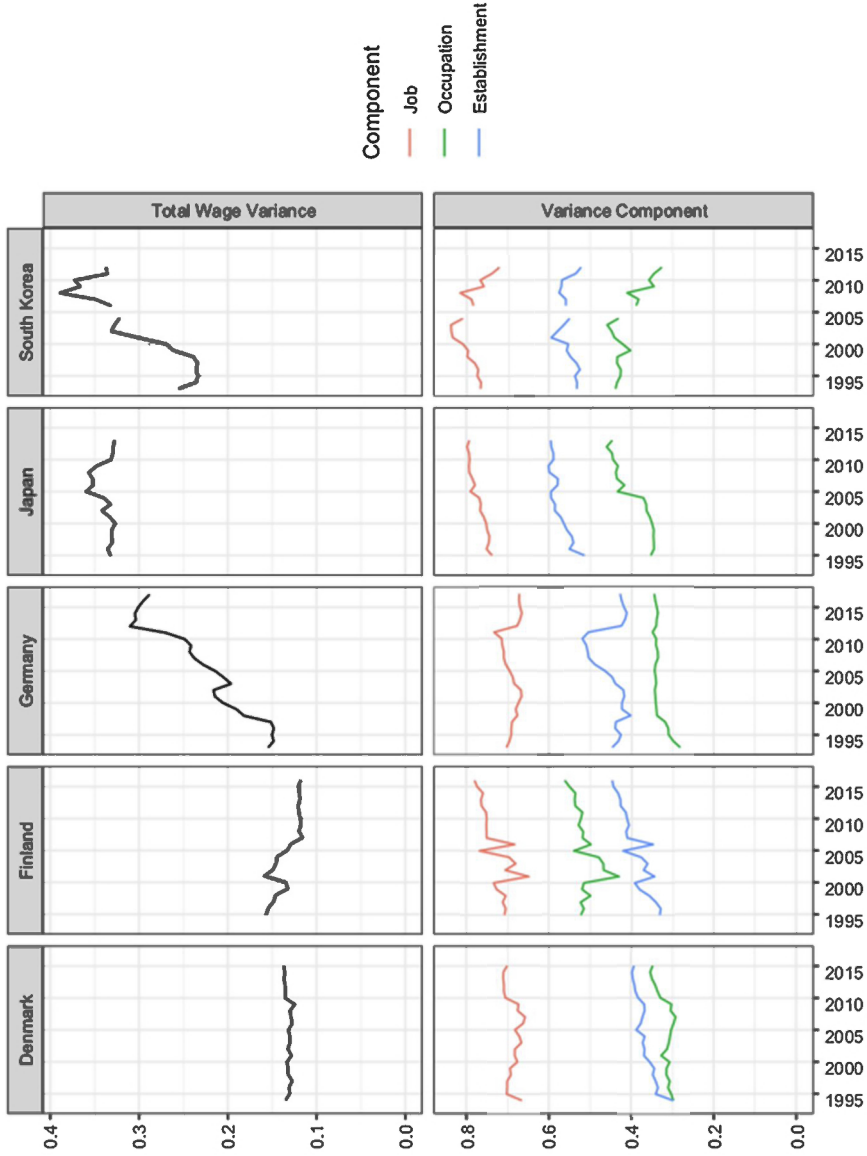 Denmark
Finland
Germany
Japan
South Korea
Total Wage Variance
0.4
0.3
0.2
0.1
0.0
Variance Component
0.8
0.6
0.4
0.2
0.0
1995 2000 2005 2010 2015
1995 2000 2005 2010 2015
1995 2000 2005 2010 2015
1995 2000 2005 2010 2015
1995 2000 2005 2010 2015
Component
Job
Occupation
Establishment